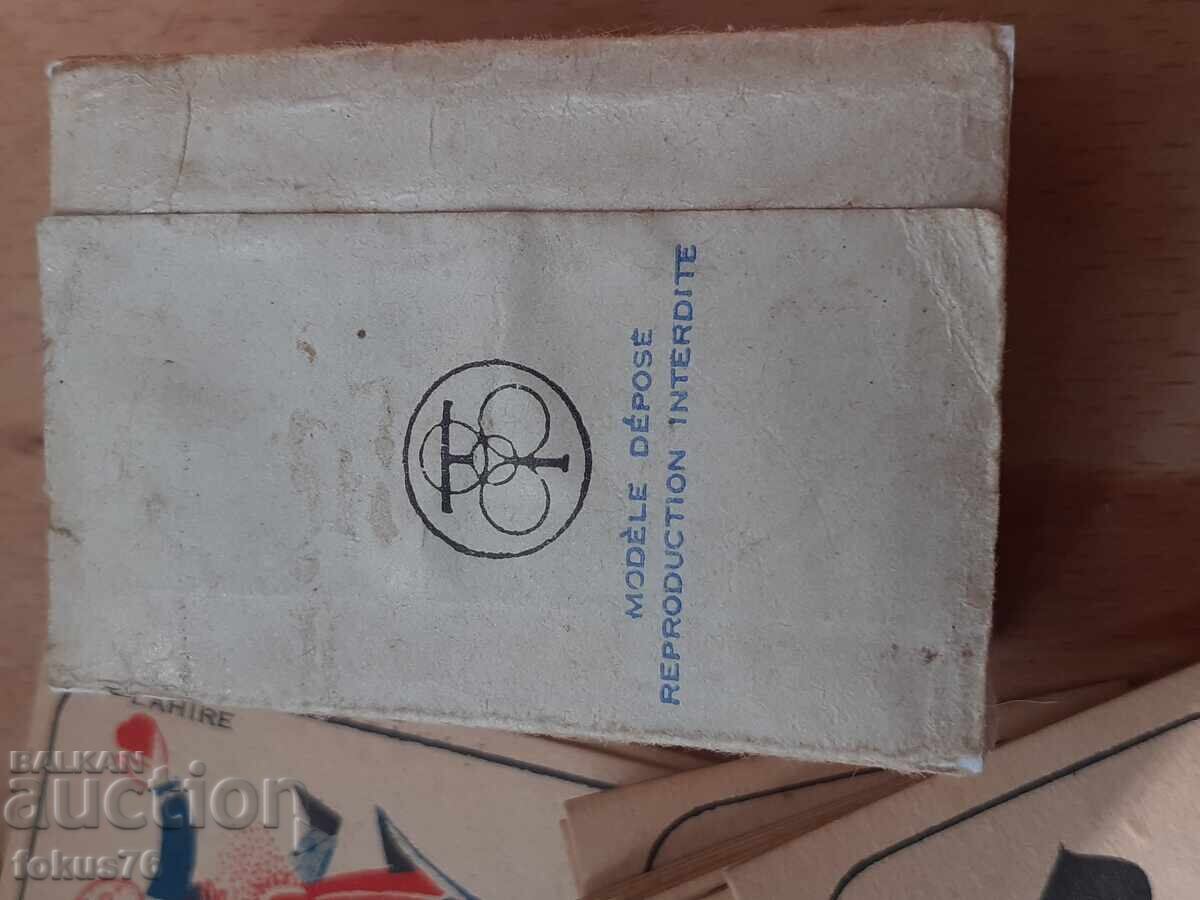 MODÈLE DÉPOSÉ
REPRODUCTION INTERDITE
LAHIRE
BALKAN
auction
fokus76